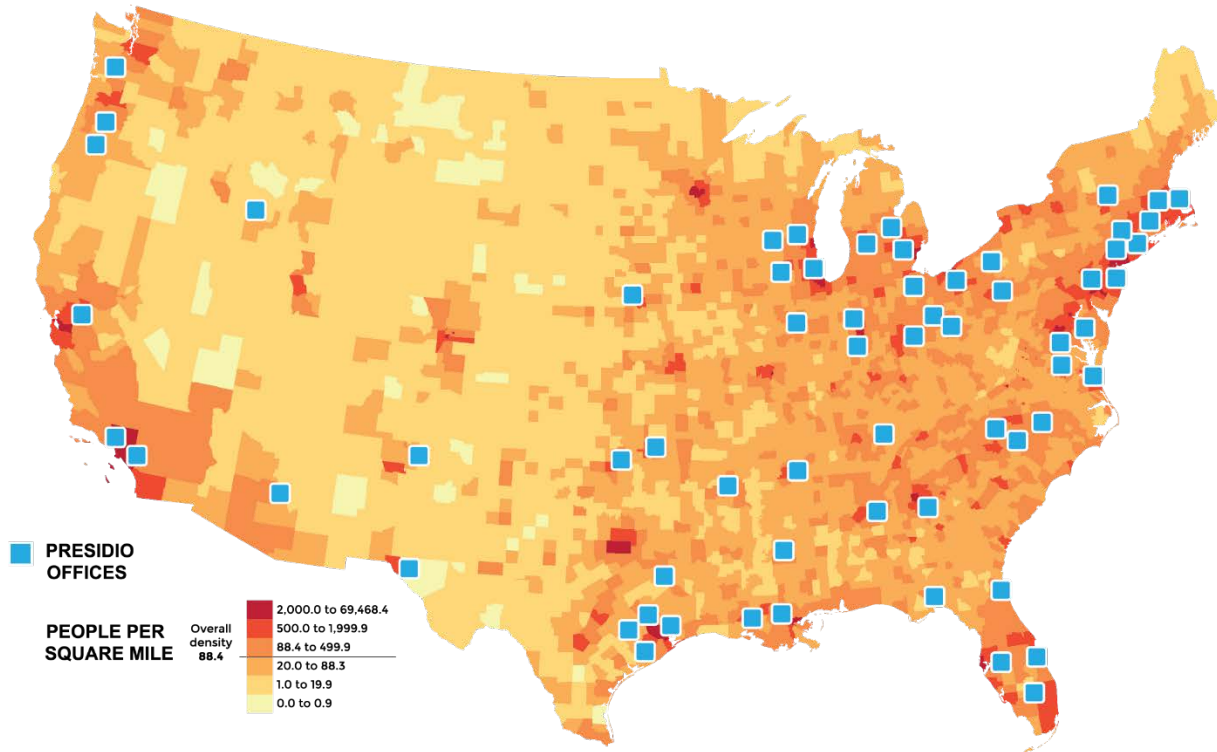 PRESIDIO
OFFICES
PEOPLE PER
SQUARE MILE
Overall
density
88.4
2,000.0 to 69,468.4
500.0 to 1,999.9
88.4 to 499.9
20.0 to 88.3
1.0 to 19.9
0.0 to 0.9